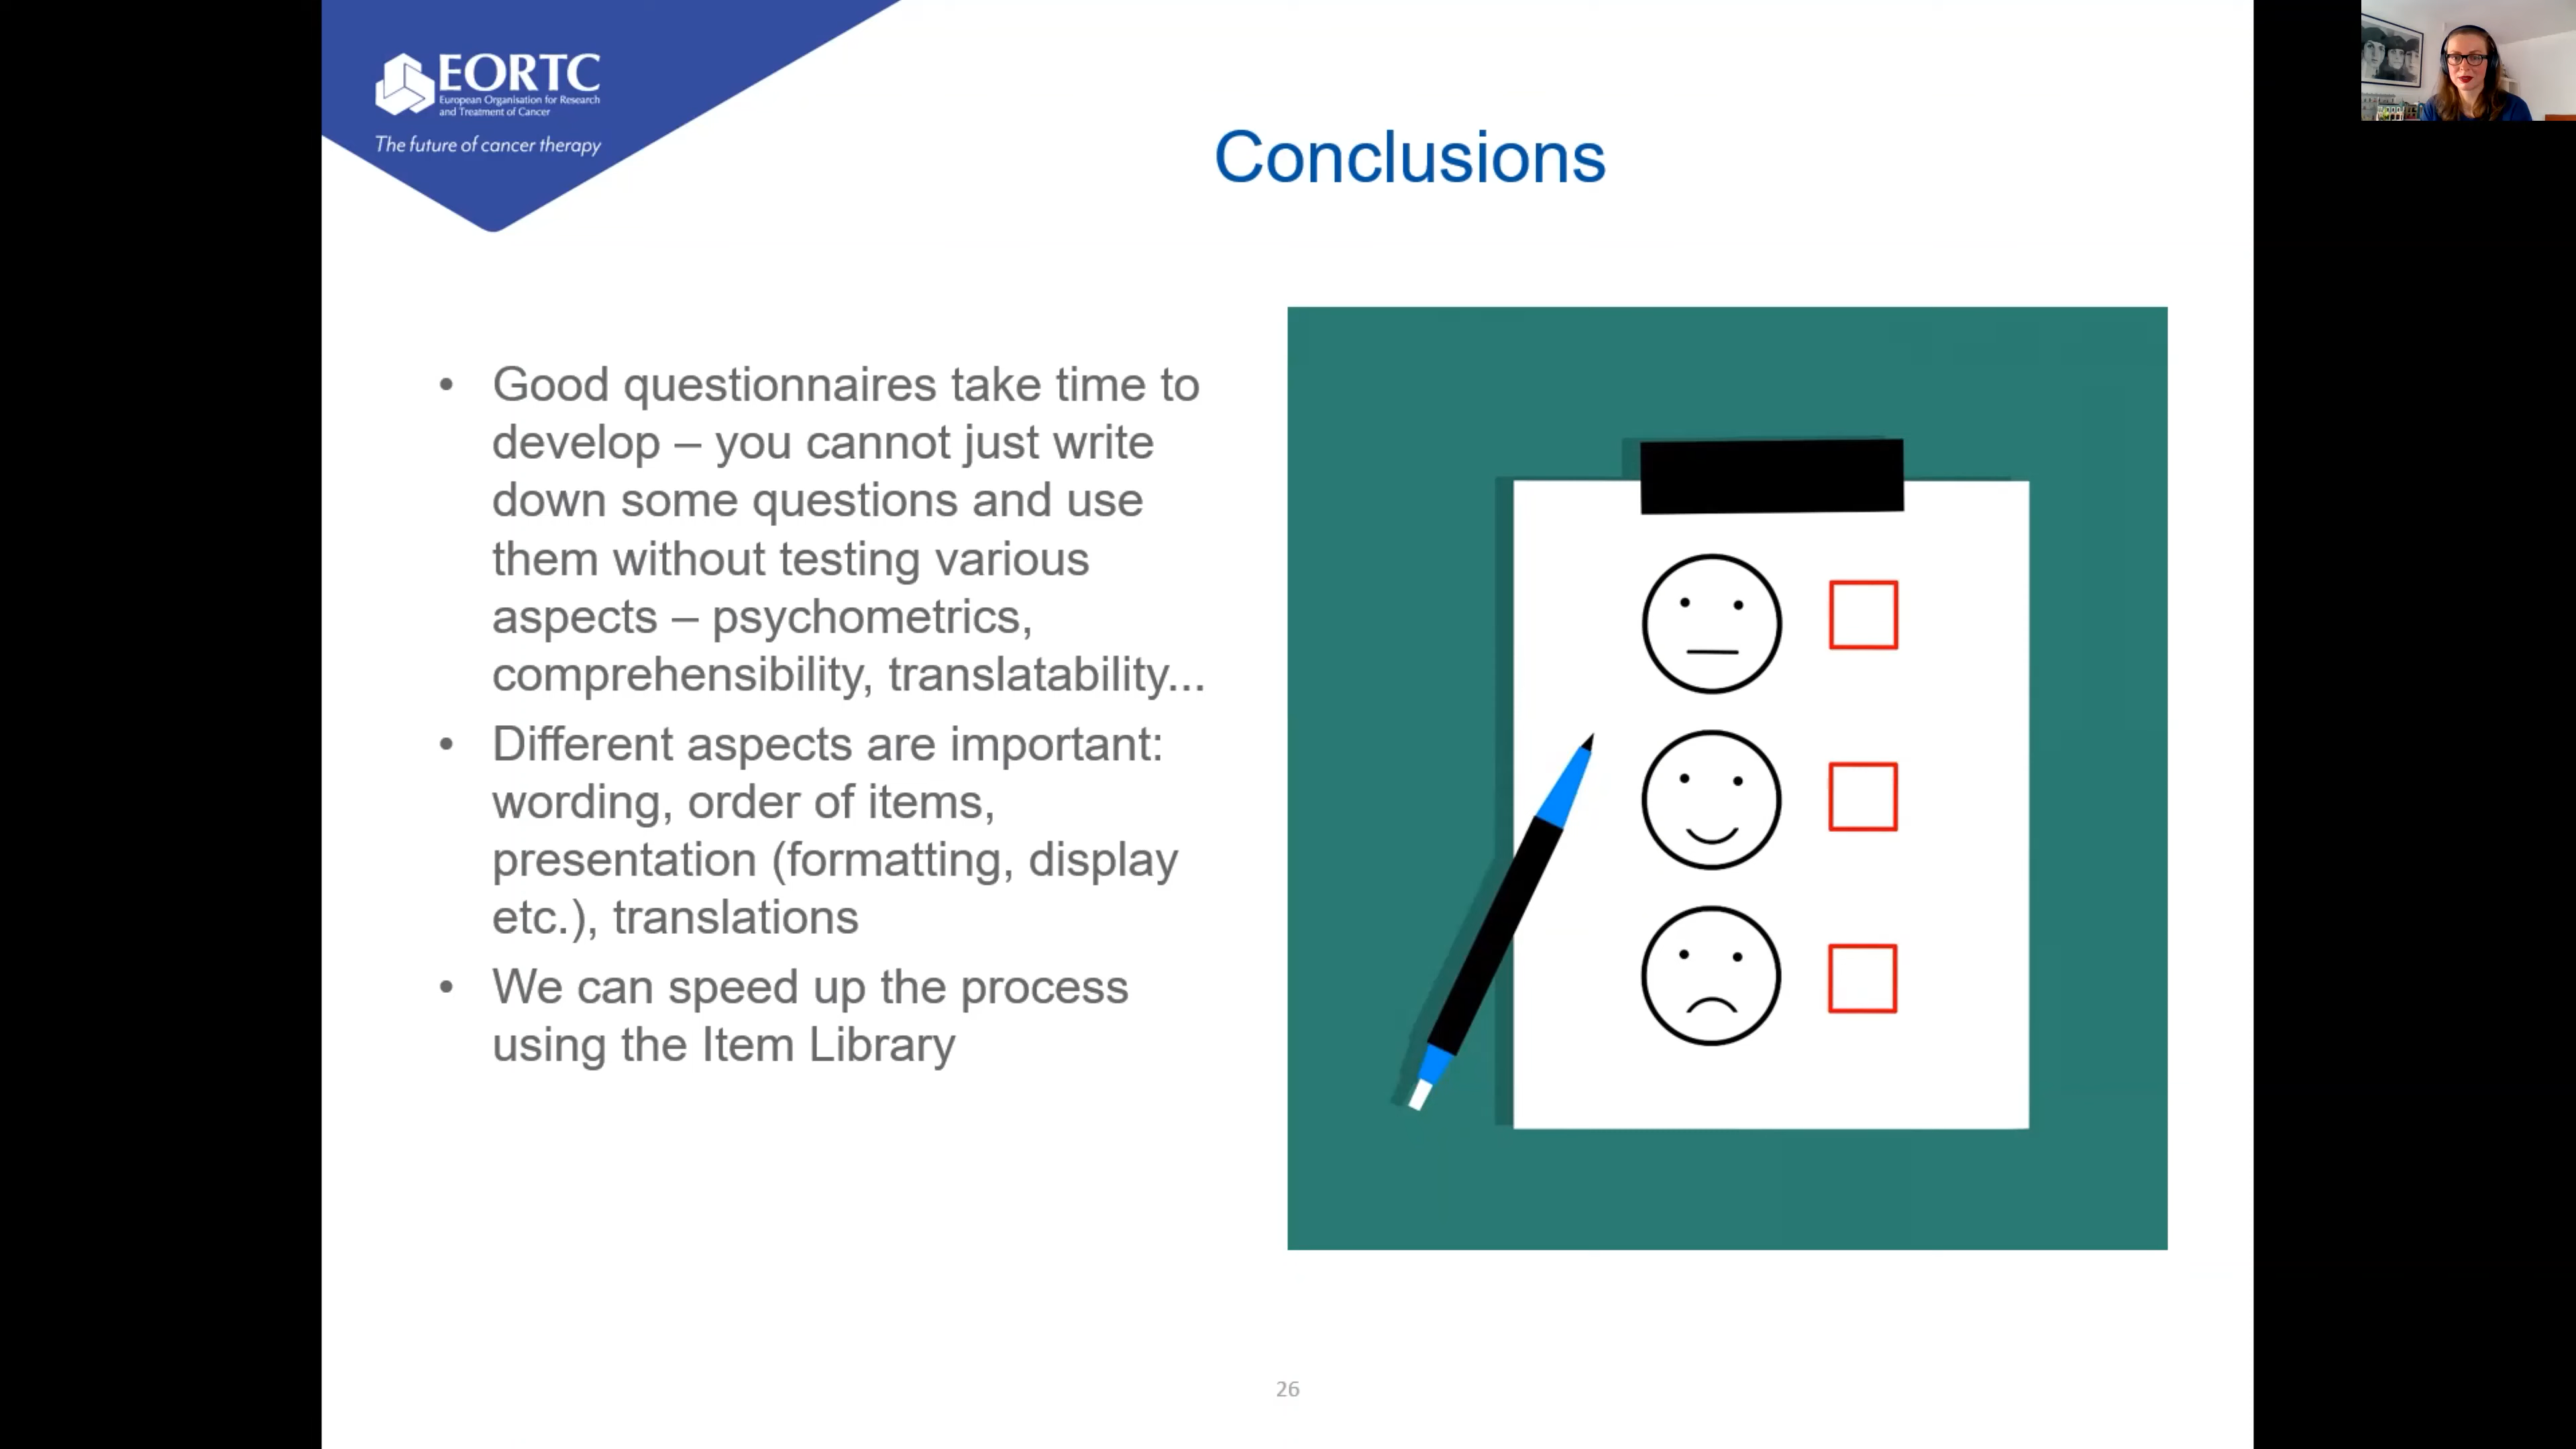 EORTC
European Organisation for Research
and Treatment of Cancer
The future of cancer therapy
Conclusions
• Good questionnaires take time to
develop – you cannot just write
down some questions and use
them without testing various
aspects – psychometrics,
comprehensibility, translatability...
• Different aspects are important:
wording, order of items,
presentation (formatting, display
etc.), translations
• We can speed up the process
using the Item Library
26